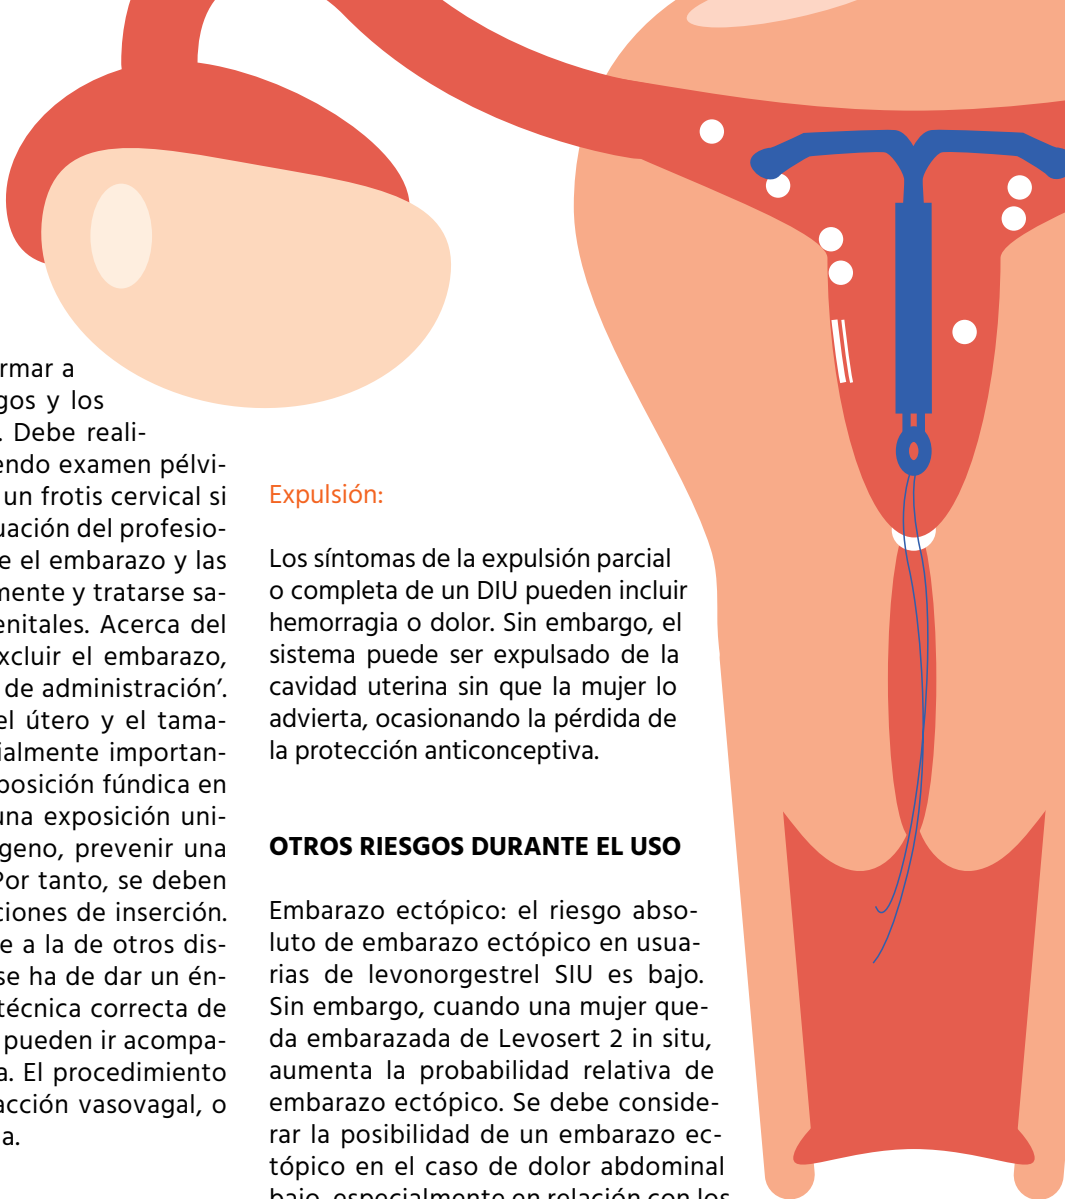 rmar a
gos y los
. Debe reali-
endo examen pélvi-
un frotis cervical si
uación del profesio-
e el embarazo y las
mente y tratarse sa-
enitales. Acerca del
xcluir el embarazo,
de administración’.
el útero y el tama-
ialmente importan-
posición fúndica en
una exposición uni-
geno, prevenir una
Por tanto, se deben
ciones de inserción.
e a la de otros dis-
se ha de dar un én-
técnica correcta de
pueden ir acompa-
a. El procedimiento
acción vasovagal, o
a.
Expulsión:
Los síntomas de la expulsión parcial
o completa de un DIU pueden incluir
hemorragia o dolor. Sin embargo, el
sistema puede ser expulsado de la
cavidad uterina sin que la mujer lo
advierta, ocasionando la pérdida de
la protección anticonceptiva.
OTROS RIESGOS DURANTE EL USO
Embarazo ectópico: el riesgo abso-
luto de embarazo ectópico en usua-
rias de levonorgestrel SIU es bajo.
Sin embargo, cuando una mujer que-
da embarazada de Levosert 2 in situ,
aumenta la probabilidad relativa de
embarazo ectópico. Se debe conside-
rar la posibilidad de un embarazo ec-
tópico en el caso de dolor abdominal
bajo, especialmente en relación con los